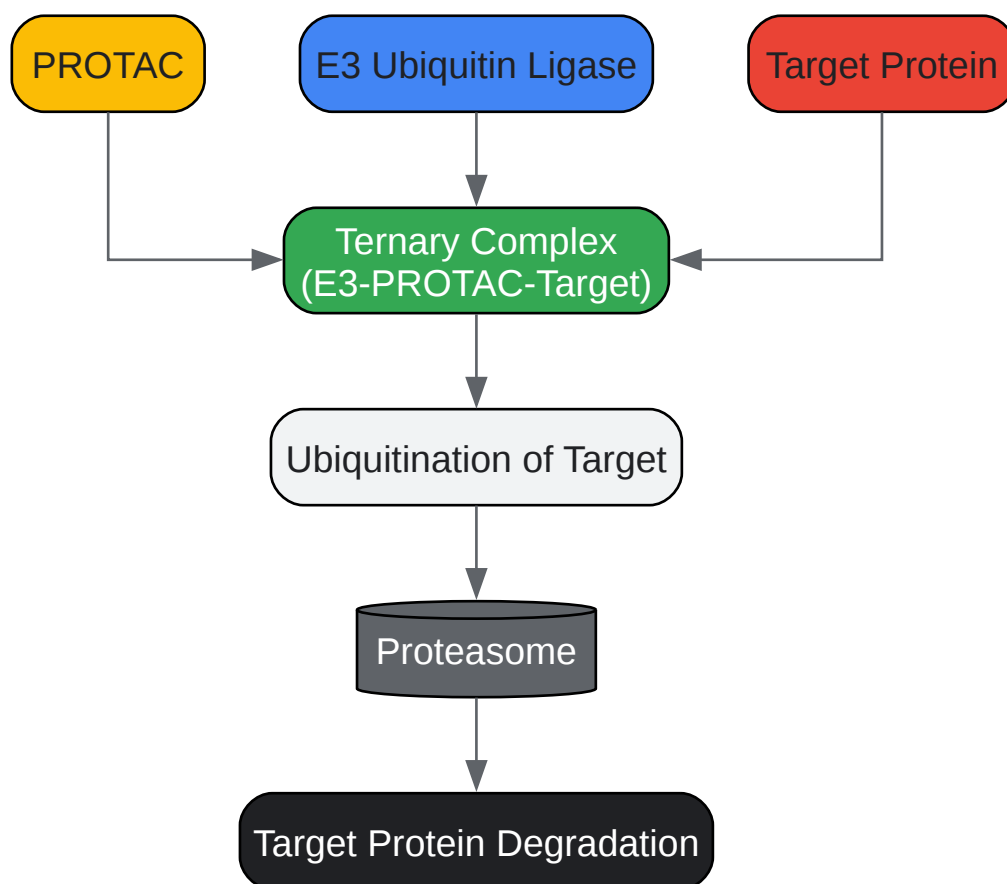 PROTAC
E3 Ubiquitin Ligase
Target Protein
Ternary Complex
(E3-PROTAC-Target)
Ubiquitination of Target
Proteasome
Target Protein Degradation